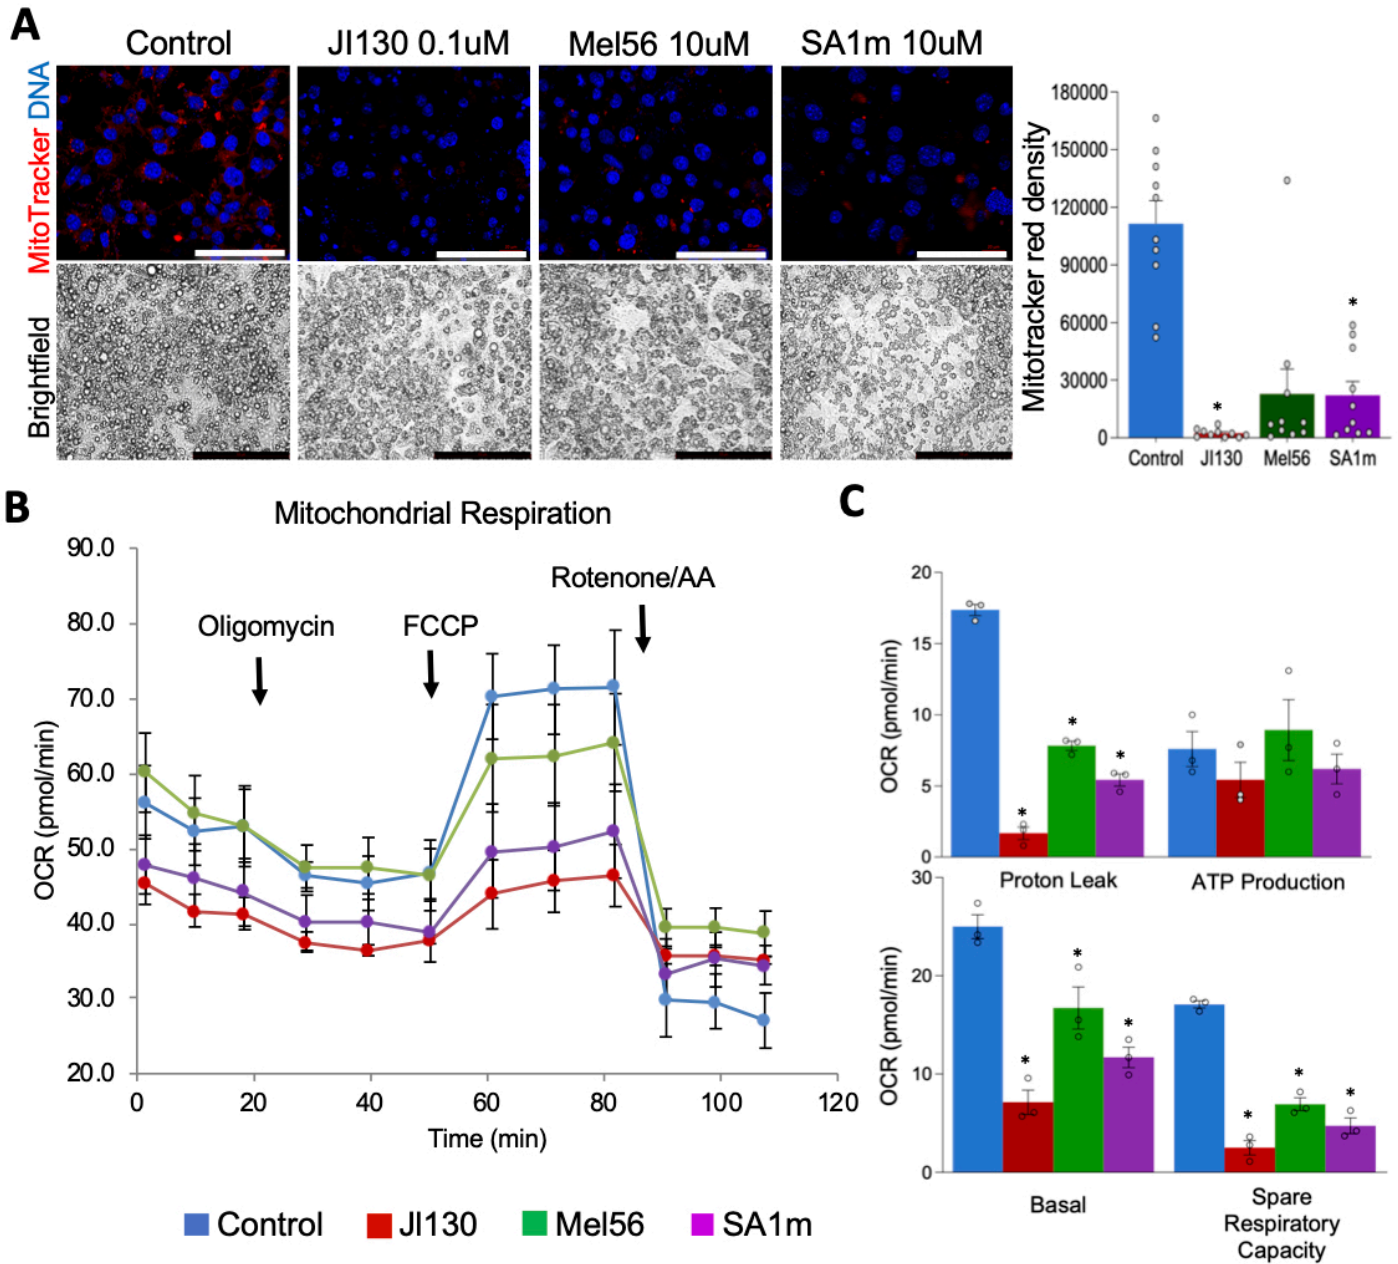 A
Control
JI130 0.1uM
Mel56 10uM
SA1m 10uM
MitoTracker DNA
Brightfield
Mitotracker red density
180000
150000
120000
90000
60000
30000
0
*
*
Control
JI130
Mel56
SA1m
B
Mitochondrial Respiration
OCR (pmol/min)
90.0
80.0
70.0
60.0
50.0
40.0
30.0
20.0
Oligomycin
FCCP
Rotenone/AA
0
20
40
60
80
100
120
Time (min)
C
OCR (pmol/min)
20
15
10
5
0
*
*
*
Proton Leak
ATP Production
OCR (pmol/min)
30
20
10
0
*
*
*
*
*
*
Basal
Spare
Respiratory
Capacity
Control
JI130
Mel56
SA1m